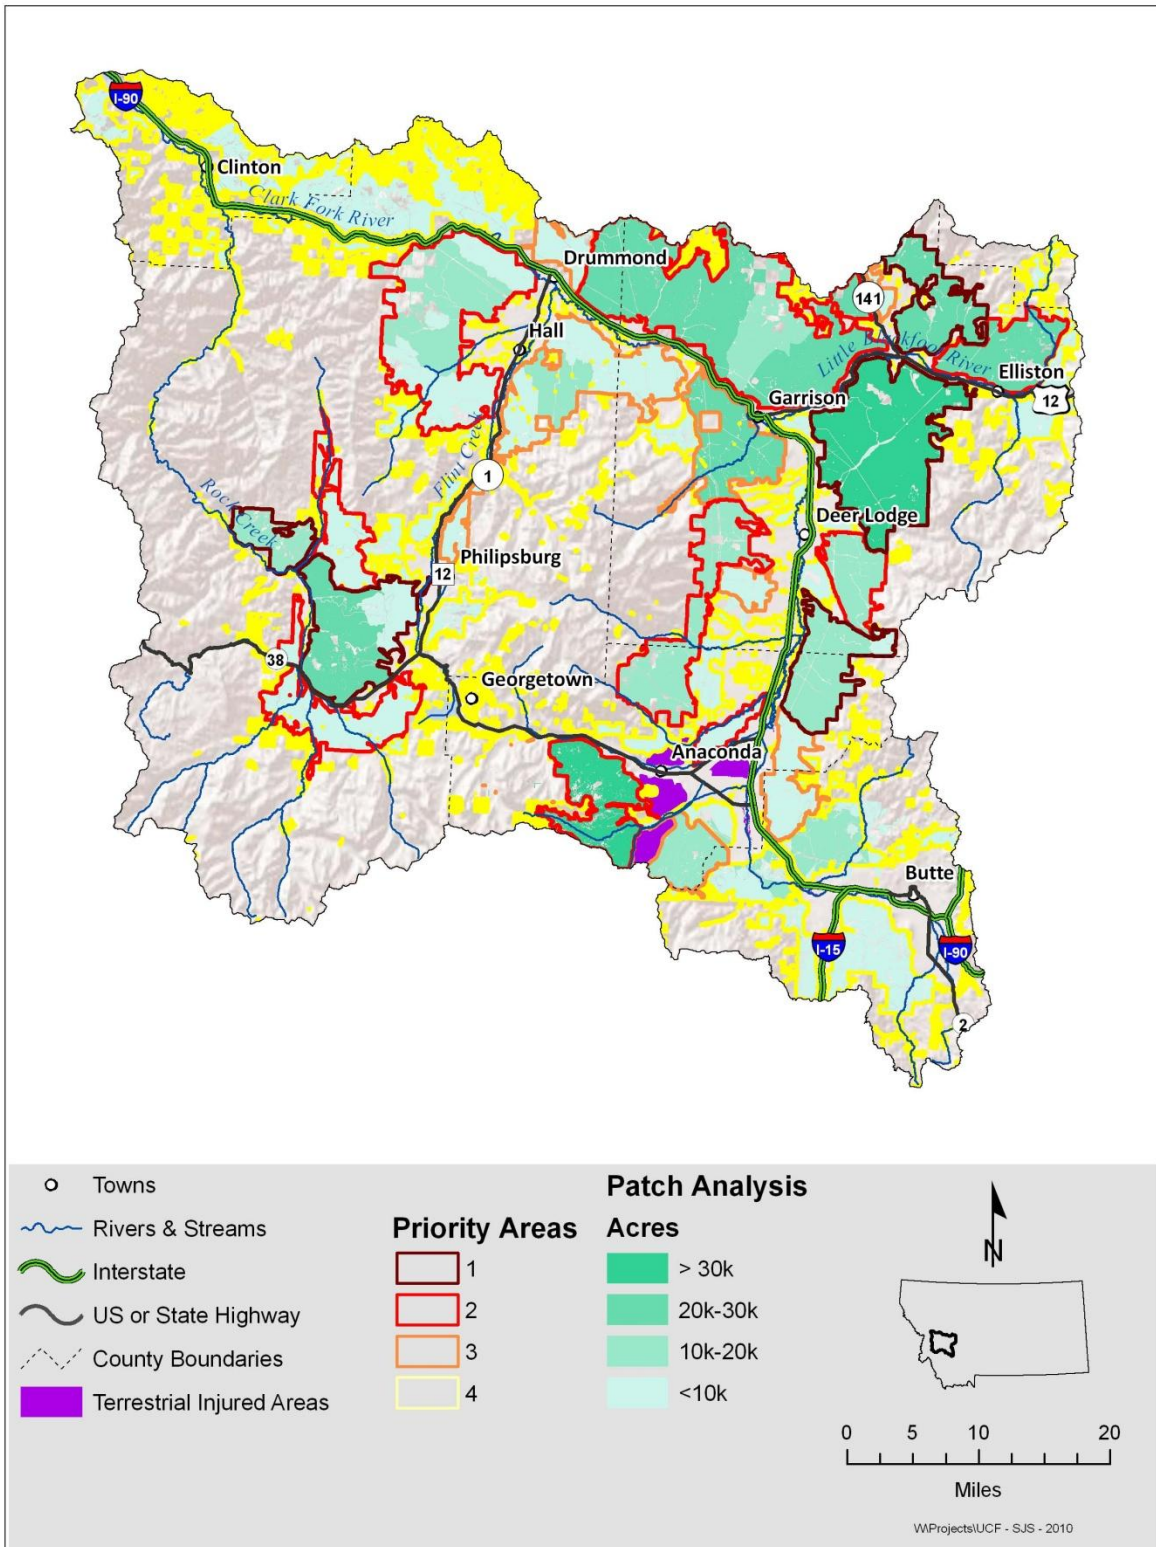 I-90
Clinton
Clark Fork River
Drummond
141
Hall
Little Blackfoot River
Elliston
12
Garrison
Flint Creek
1
Rock Creek
Deer Lodge
Philipsburg
12
38
Georgetown
Anaconda
Butte
I-15
I-90
2
Towns
Rivers & Streams
Interstate
US or State Highway
County Boundaries
Terrestrial Injured Areas
Priority Areas
1
2
3
4
Patch Analysis
Acres
> 30k
20k-30k
10k-20k
<10k
N
0 5 10 20
Miles
W\Projects\UCF - SJS - 2010